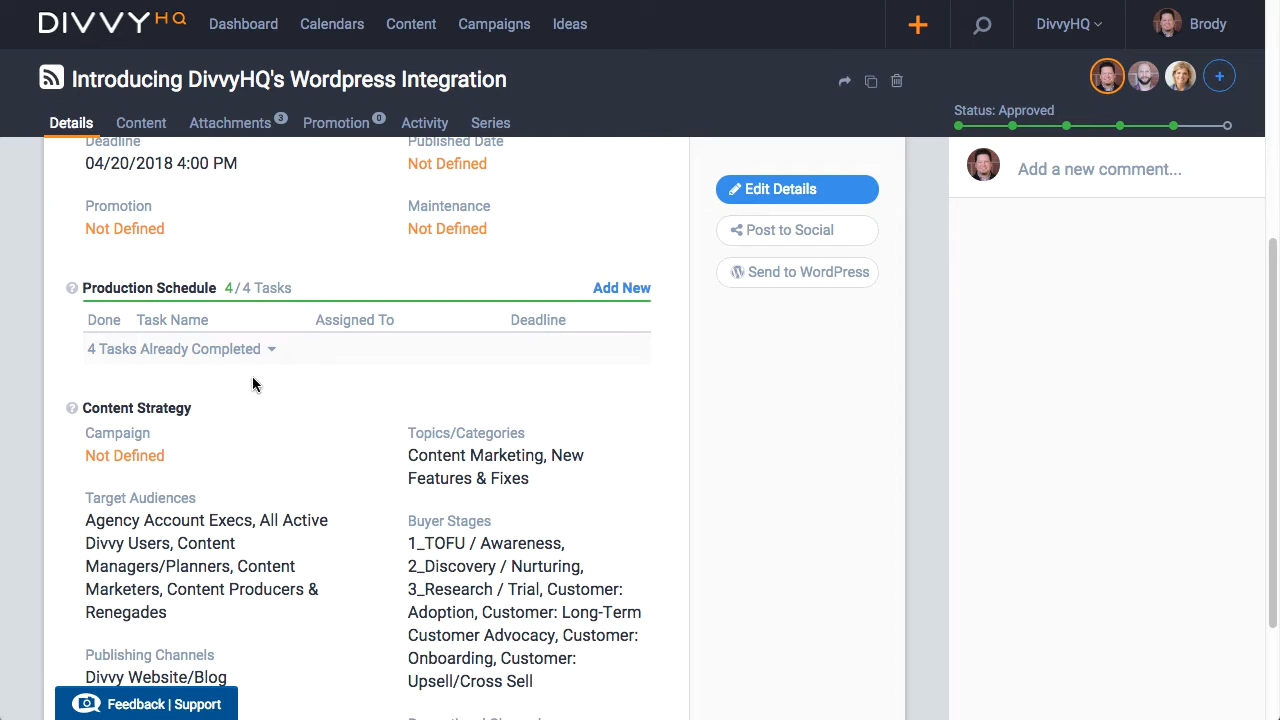 DIVVYHQ
Dashboard
Calendars
Content
Campaigns
Ideas
DivvyHQ
Brody
Introducing DivvyHQ's Wordpress Integration
Details
Content
Attachments 3
Promotion 0
Activity
Series
Status: Approved
Deadline
04/20/2018 4:00 PM
Published Date
Not Defined
Promotion
Not Defined
Maintenance
Not Defined
Edit Details
Post to Social
Send to WordPress
Add a new comment...
Production Schedule 4/4 Tasks
Add New
Done Task Name Assigned To Deadline
4 Tasks Already Completed
Content Strategy
Campaign
Not Defined
Topics/Categories
Content Marketing, New
Features & Fixes
Target Audiences
Agency Account Execs, All Active
Divvy Users, Content
Managers/Planners, Content
Marketers, Content Producers &
Renegades
Buyer Stages
1_TOFU / Awareness,
2_Discovery / Nurturing,
3_Research / Trial, Customer:
Adoption, Customer: Long-Term
Customer Advocacy, Customer:
Onboarding, Customer:
Upsell/Cross Sell
Publishing Channels
Divvy Website/Blog
Feedback | Support